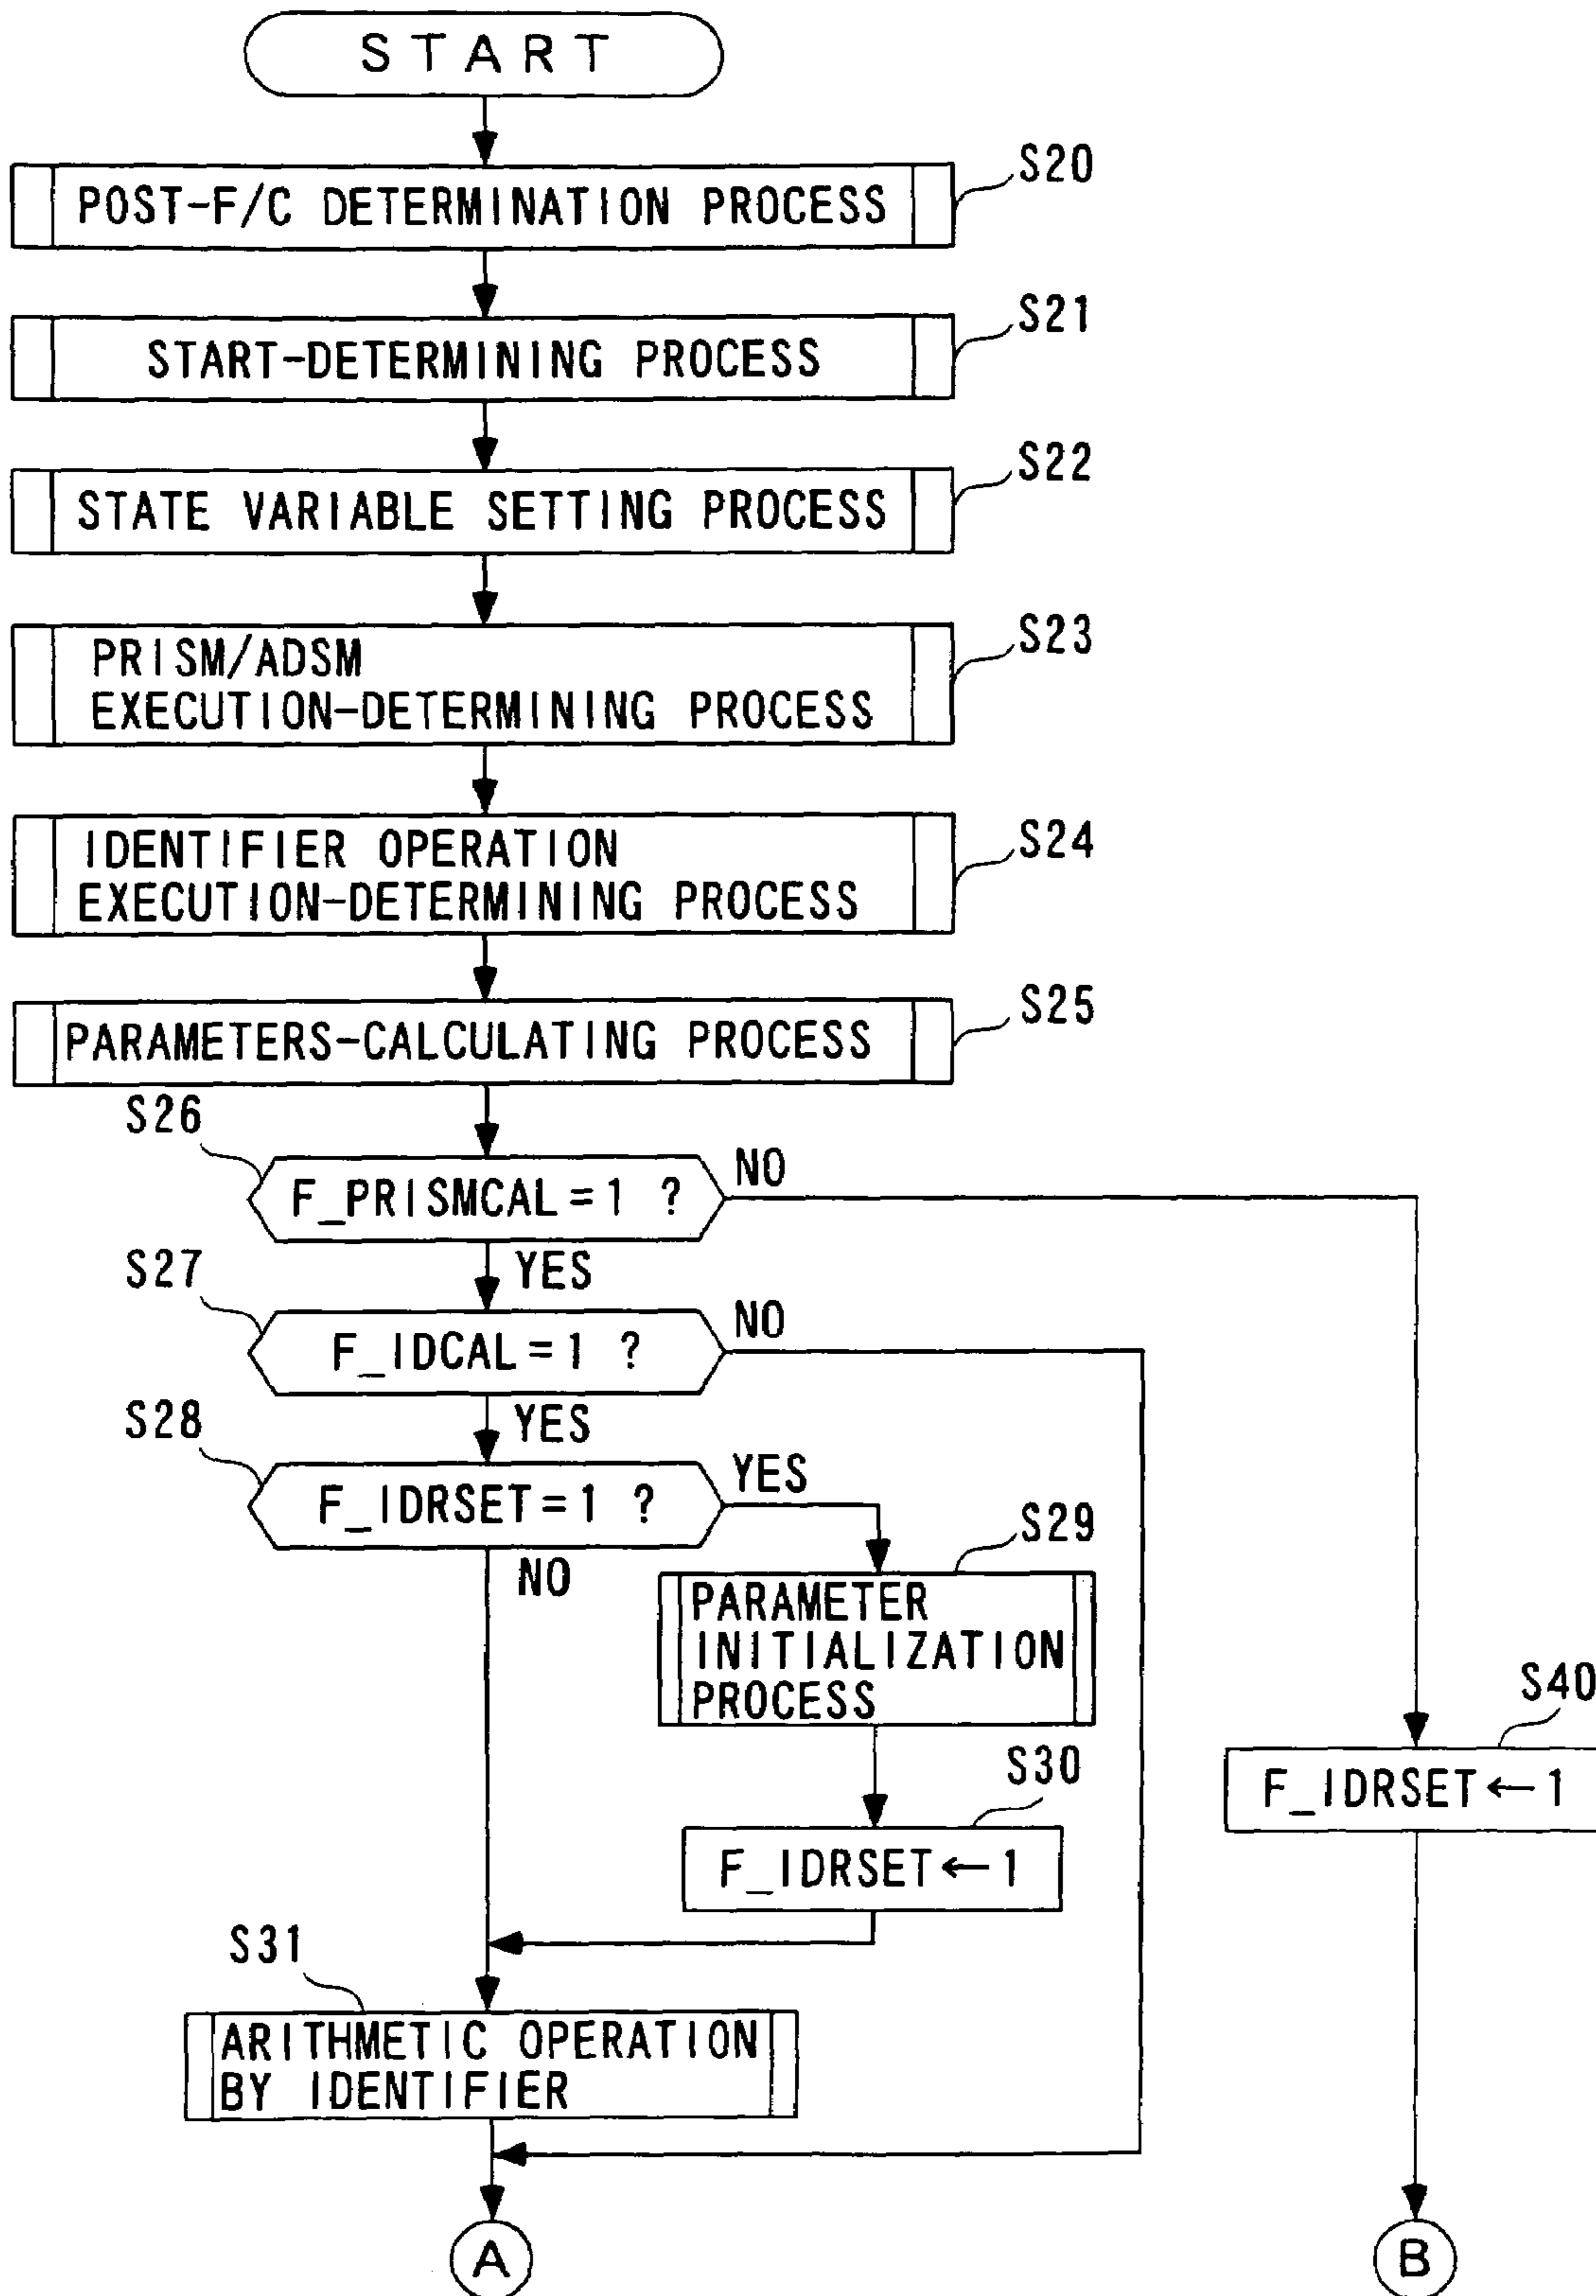 START
S20
POST-F/C DETERMINATION PROCESS
S21
START-DETERMINING PROCESS
S22
STATE VARIABLE SETTING PROCESS
S23
PRISM/ADSM
EXECUTION-DETERMINING PROCESS
S24
IDENTIFIER OPERATION
EXECUTION-DETERMINING PROCESS
S25
PARAMETERS-CALCULATING PROCESS
S26
F_PRISMCAL=1 ?
NO
YES
S27
F_IDCAL=1 ?
NO
YES
S28
F_IDRSET=1 ?
YES
NO
S29
PARAMETER
INITIALIZATION
PROCESS
S30
F_IDRSET←1
S40
F_IDRSET←1
S31
ARITHMETIC OPERATION
BY IDENTIFIER
A
B